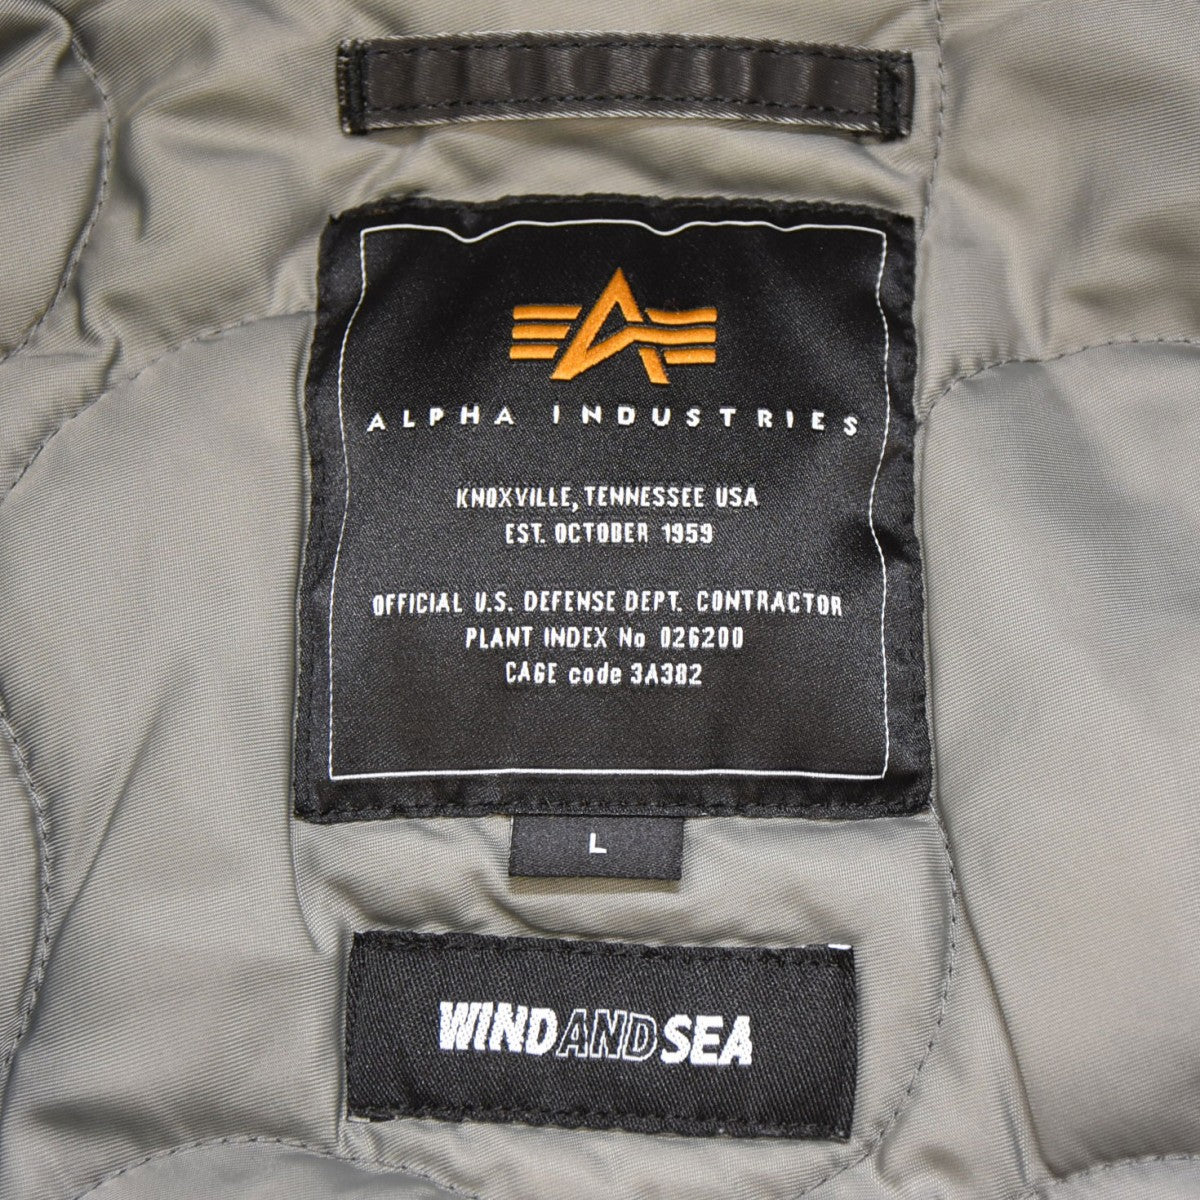 ALPHA INDUSTRIES
KNOXVILLE, TENNESSEE USA
EST. OCTOBER 1959
OFFICIAL U.S. DEFENSE DEPT. CONTRACTOR
PLANT INDEX No 026200
CAGE code 3A382
L
WINDANDSEA